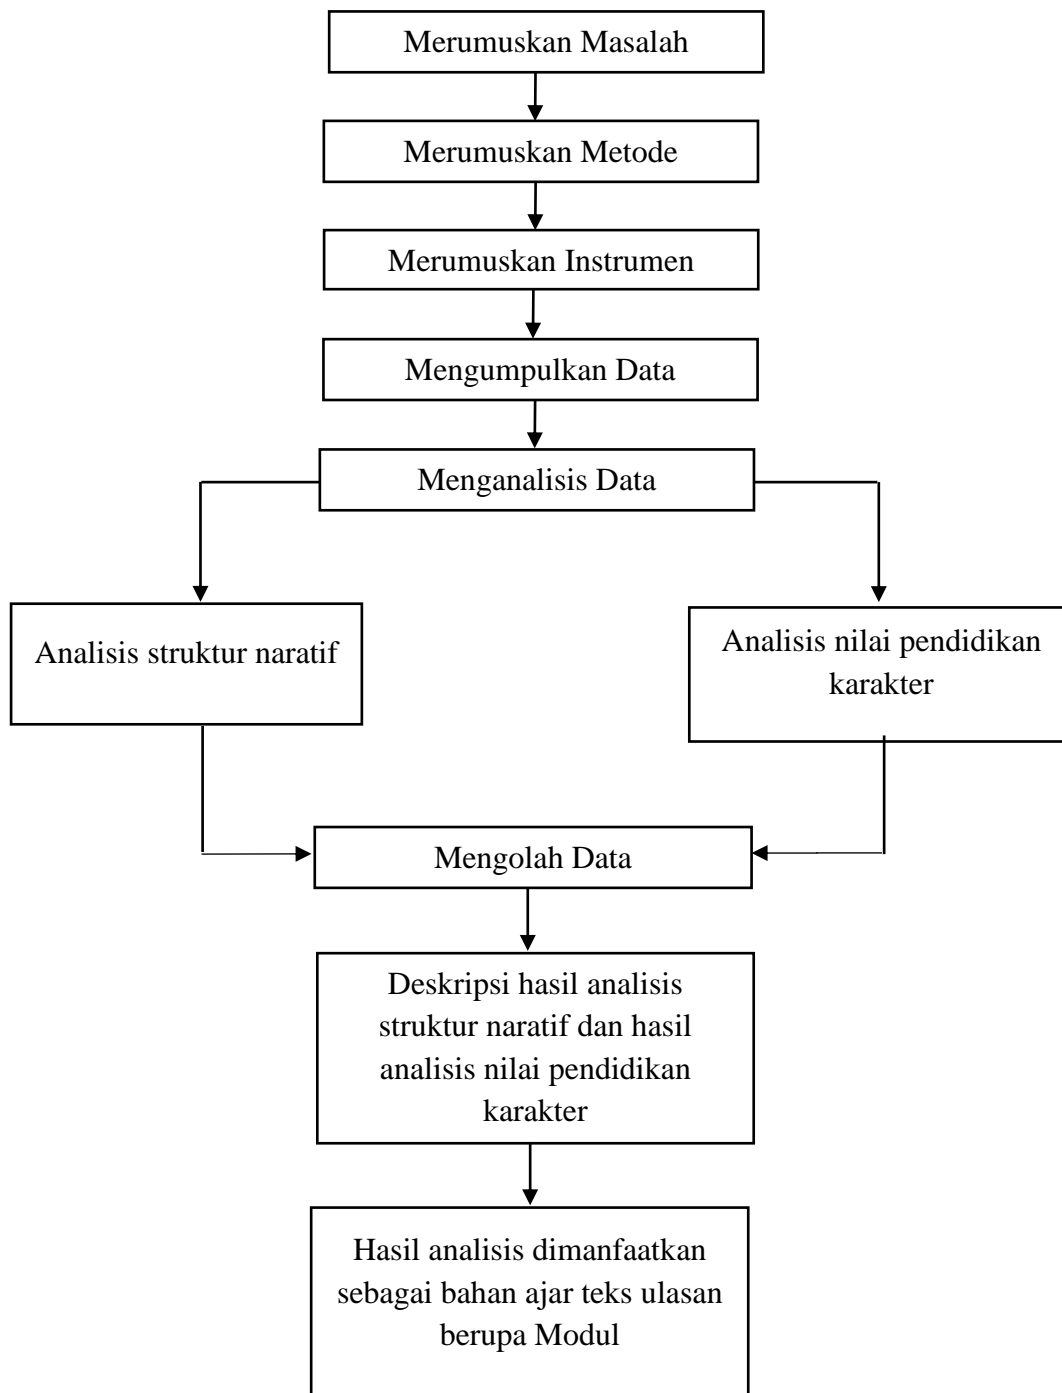 Merumuskan Masalah
Merumuskan Metode
Merumuskan Instrumen
Mengumpulkan Data
Menganalisis Data
Analisis struktur naratif
Analisis nilai pendidikan
karakter
Mengolah Data
Deskripsi hasil analisis
struktur naratif dan hasil
analisis nilai pendidikan
karakter
Hasil analisis dimanfaatkan
sebagai bahan ajar teks ulasan
berupa Modul